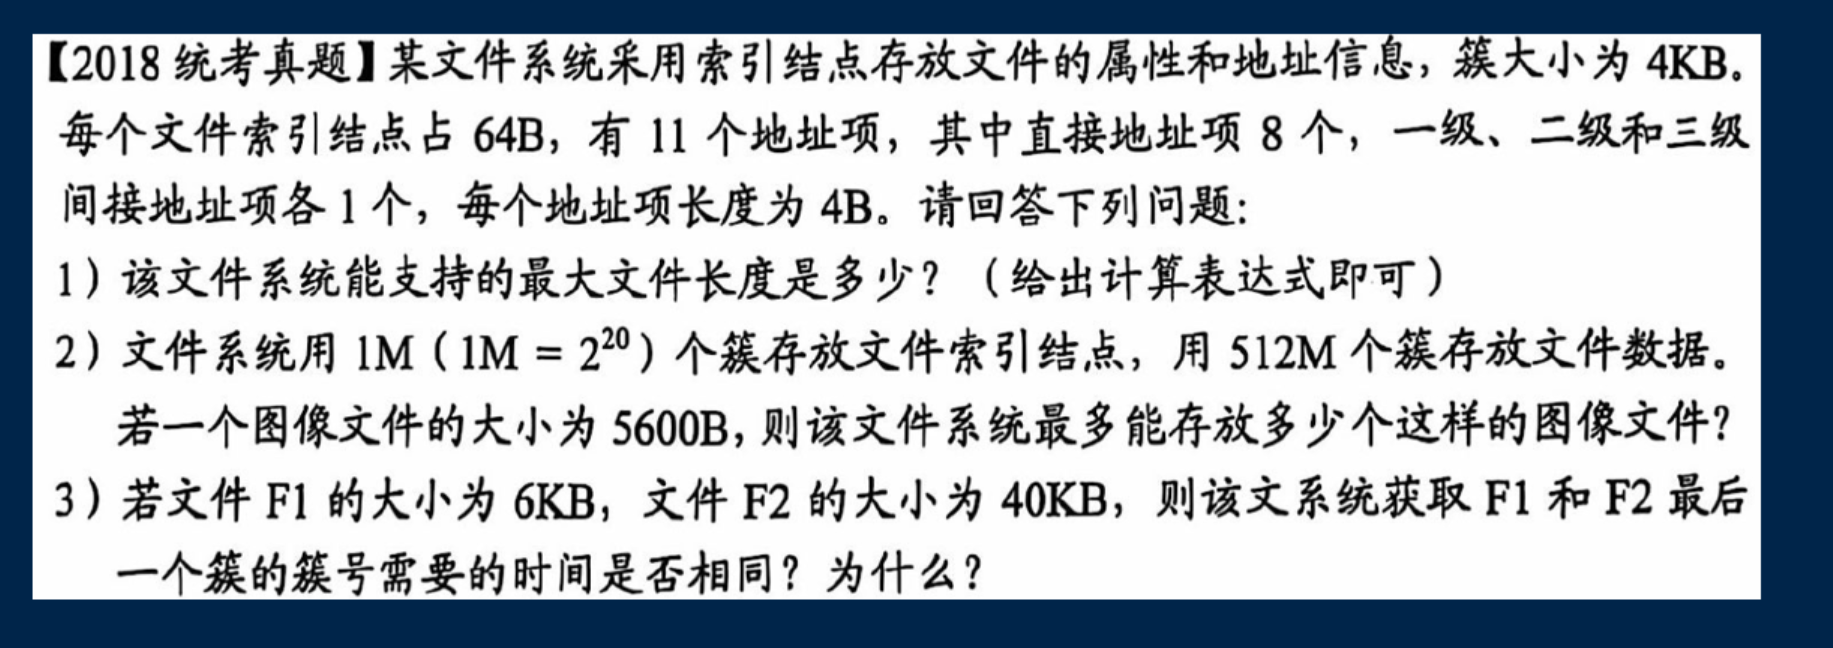 【2018 统考真题】某文件系统采用索引结点存放文件的属性和地址信息，簇大小为 4KB。
每个文件索引结点占 64B，有 11 个地址项，其中直接地址项 8 个，一级、二级和三级
间接地址项各 1 个，每个地址项长度为 4B。请回答下列问题：
1）该文件系统能支持的最大文件长度是多少？（给出计算表达式即可）
2）文件系统用 1M（1M = 2²⁰）个簇存放文件索引结点，用 512M 个簇存放文件数据。
若一个图像文件的大小为 5600B，则该文件系统最多能存放多少个这样的图像文件？
3）若文件 F1 的大小为 6KB，文件 F2 的大小为 40KB，则该文系统获取 F1 和 F2 最后
一个簇的簇号需要的时间是否相同？为什么？